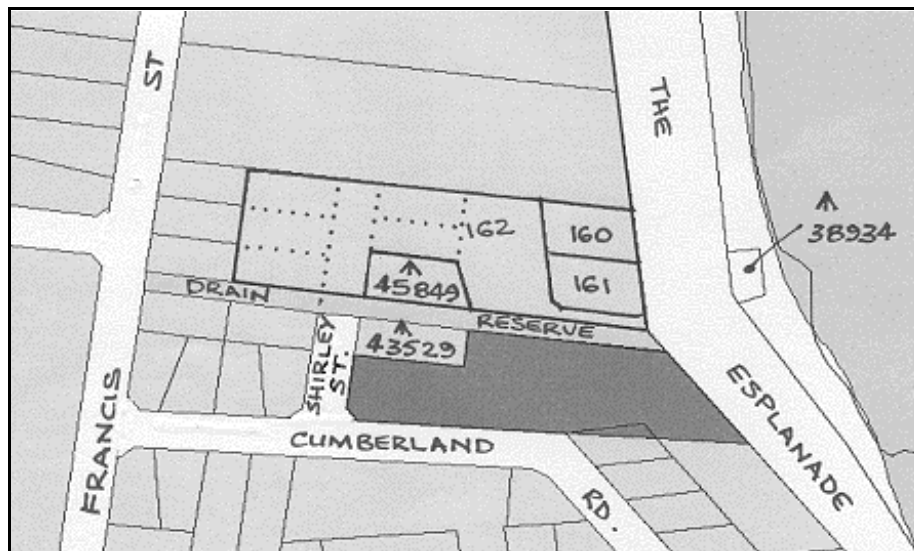 ST
THE
38934
160
162
161
45849
DRAIN
RESERVE
43529
SHIRLEY
ST.
FRANCIS
CUMBERLAND
RD.
ESPLANADE